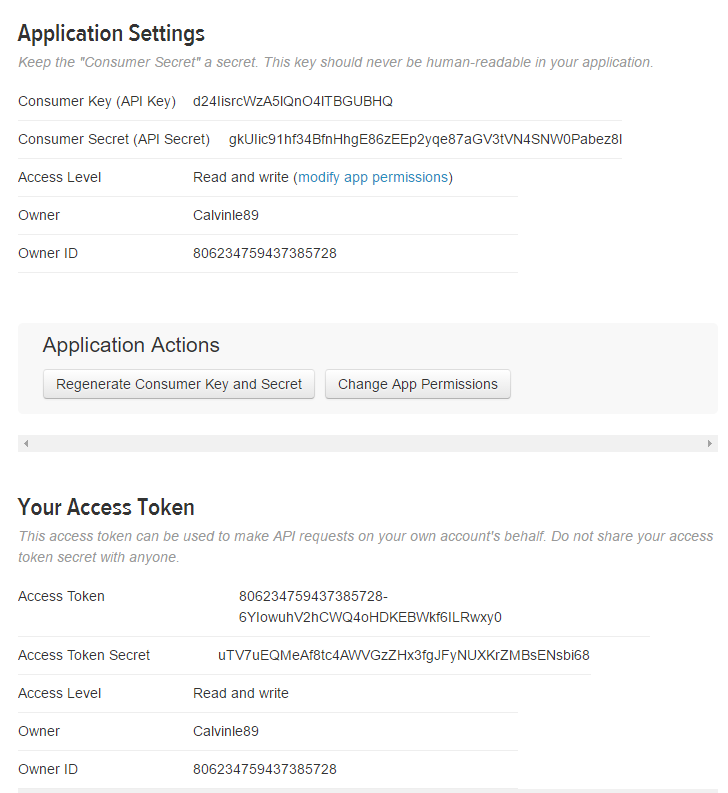 Application Settings
Keep the "Consumer Secret" a secret. This key should never be human-readable in your application.
Consumer Key (API Key)
Consumer Secret (API Secret)
Access Level Read and write (modify app permissions)
Owner Calvinle89
Owner ID 806234759437385728
Application Actions
Regenerate Consumer Key and Secret Change App Permissions
Your Access Token
This access token can be used to make API requests on your own account's behalf. Do not share your access
token secret with anyone.
Access Token 806234759437385728-
Access Token Secret uTV7uEQMeAf8tc4AWVGzZHx3fgJFyNUXKrZMBsENsbi68
Access Level Read and write
Owner Calvinle89
Owner ID 806234759437385728